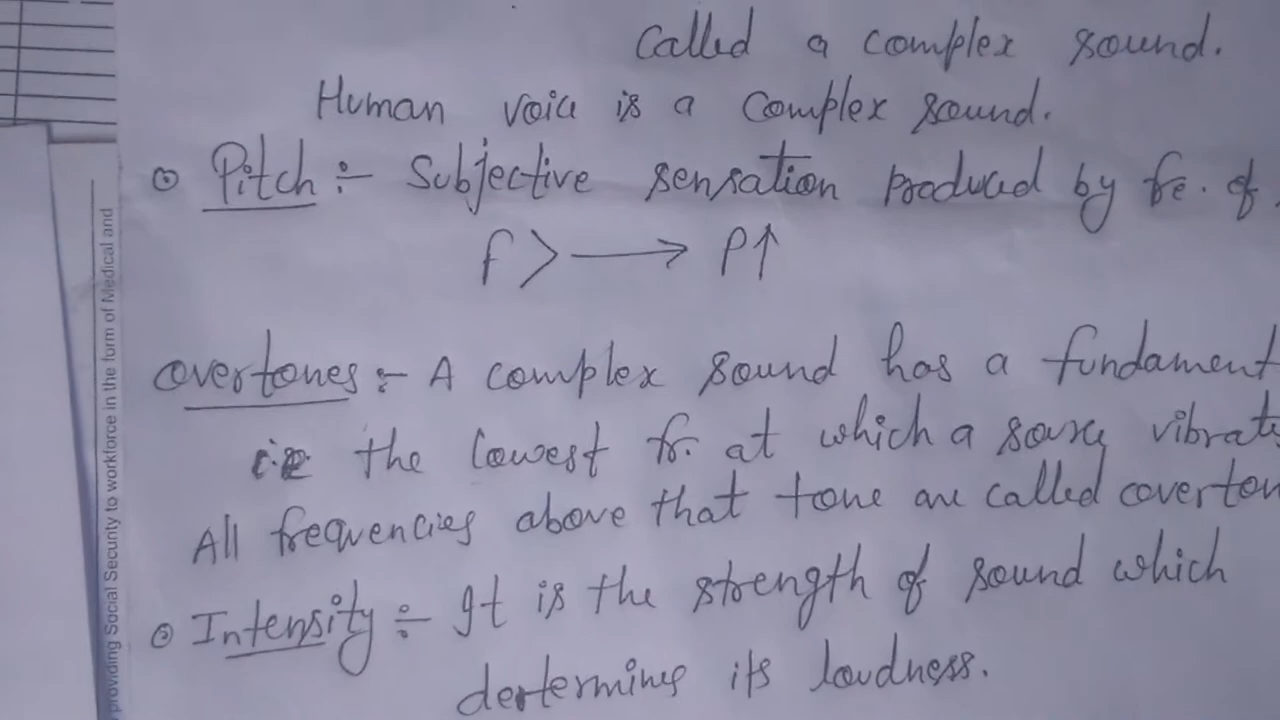 Called a complex sound.
Human voice is a Complex sound.
Pitch :- Subjective sensation produced by fe. of
f > → P↑
overtones :- A complex sound has a fundament
i.e the lowest fr. at which a source vibrat
All frequencies above that tone are called overton
Intensity :- It is the strength of sound which
dertermines its loudness.
providing Social Security to workforce in the form of Medical and